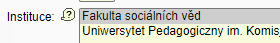 Instituce: Fakulta sociálních věd
Uniwersytet Pedagogiczny im. Komis